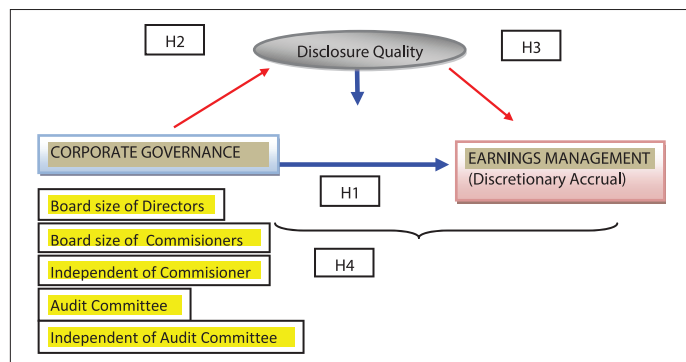 H2
Disclosure Quality
H3
CORPORATE GOVERNANCE
EARNINGS MANAGEMENT
(Discretionary Accrual)
H1
Board size of Directors
Board size of Commisioners
H4
Independent of Commisioner
Audit Committee
Independent of Audit Committee